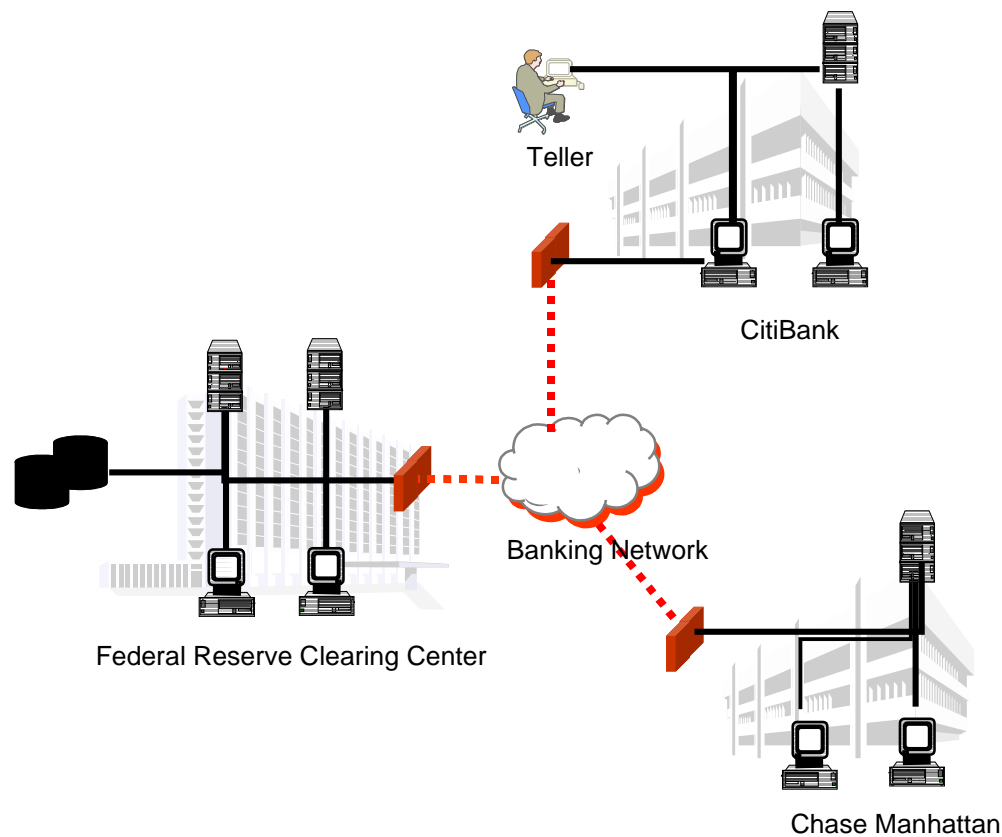 Teller
CitiBank
Banking Network
Federal Reserve Clearing Center
Chase Manhattan